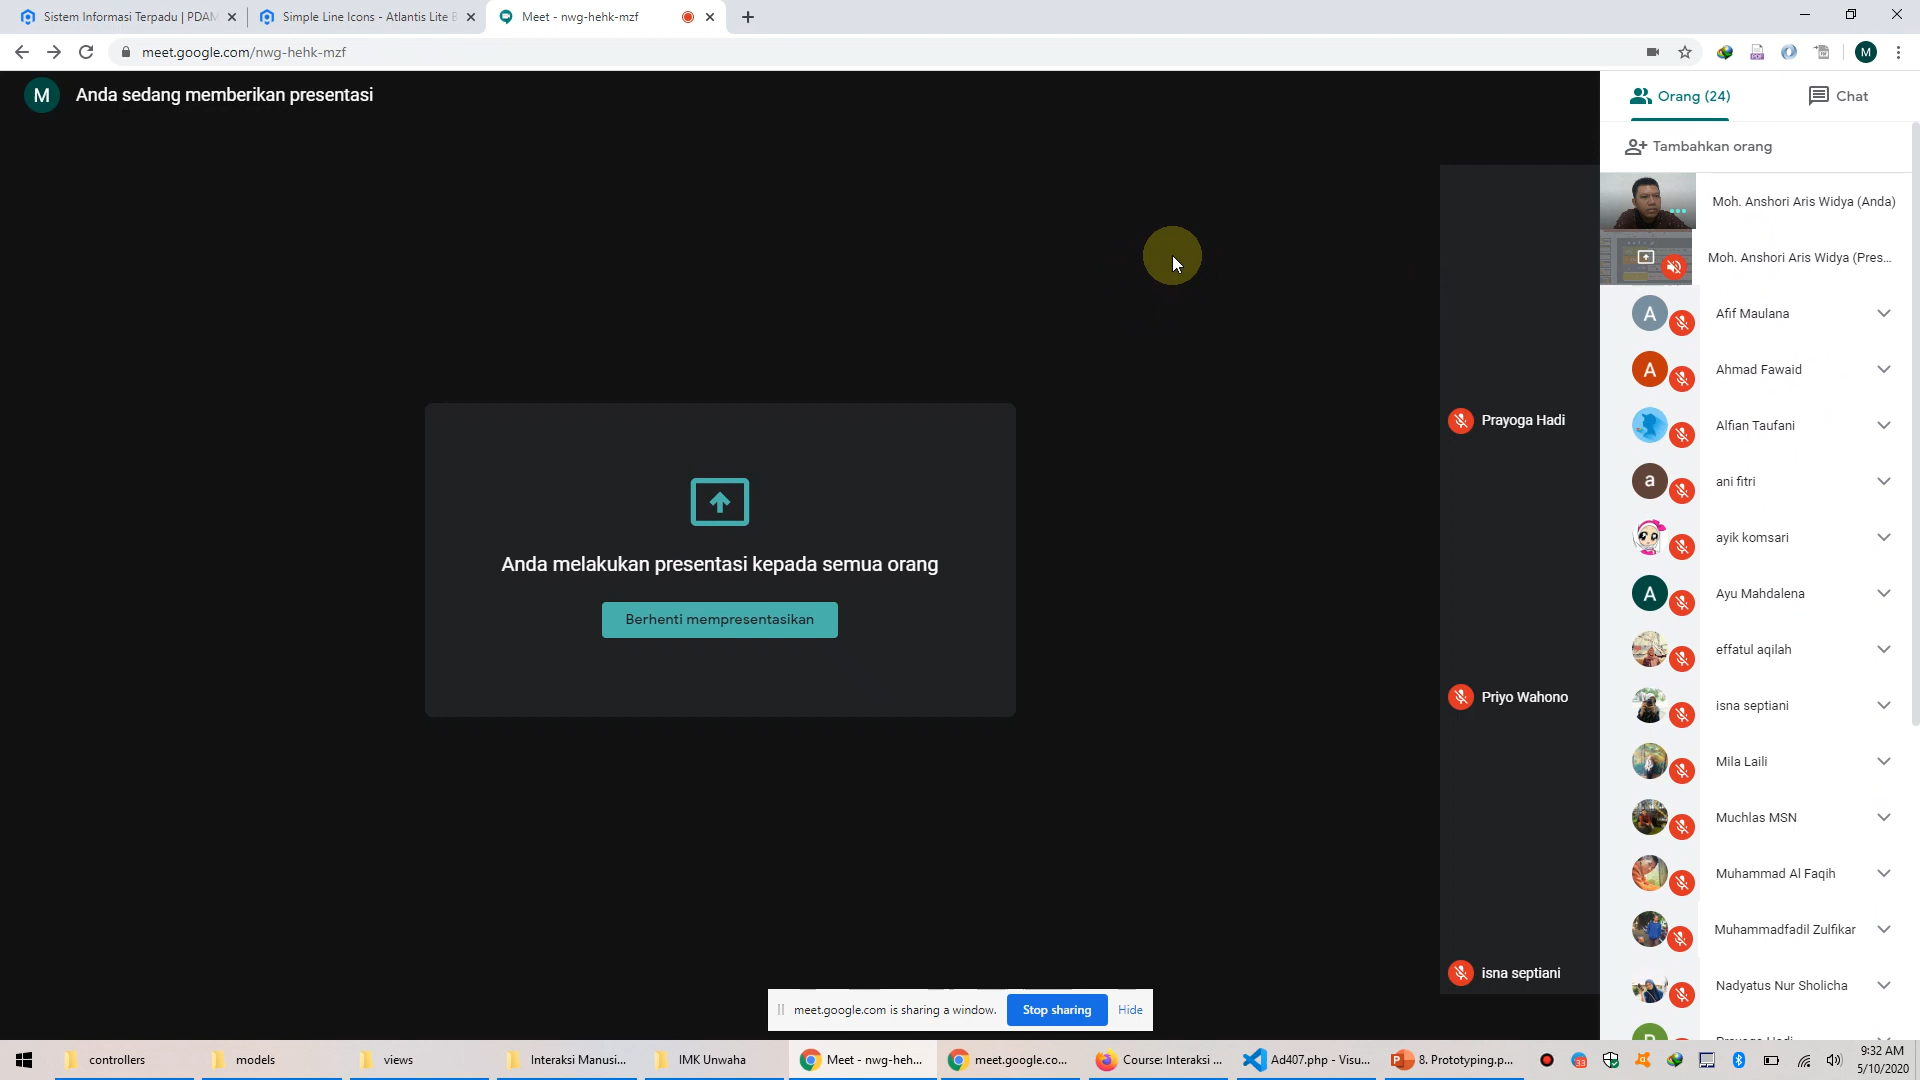 Sistem Informasi Terpadu | PDAM
Simple Line Icons - Atlantis Lite B
Meet - nwg-hehk-mzf
meet.google.com/nwg-hehk-mzf
M
M
Anda sedang memberikan presentasi
Orang (24)
Chat
Tambahkan orang
Moh. Anshori Aris Widya (Anda)
Moh. Anshori Aris Widya (Pres...
A
Afif Maulana
A
Ahmad Fawaid
Alfian Taufani
a
ani fitri
ayik komsari
A
Ayu Mahdalena
effatul aqilah
isna septiani
Mila Laili
Muchlas MSN
Muhammad Al Faqih
Muhammadfadil Zulfikar
Nadyatus Nur Sholicha
Prayoga Hadi
Prayoga Hadi
Priyo Wahono
isna septiani
Anda melakukan presentasi kepada semua orang
Berhenti mempresentasikan
meet.google.com is sharing a window.
Stop sharing
Hide
controllers
models
views
Interaksi Manusi...
IMK Unwaha
Meet - nwg-heh...
meet.google.co...
Course: Interaksi ...
Ad407.php - Visu...
8. Prototyping.p...
33
9:32 AM
5/10/2020